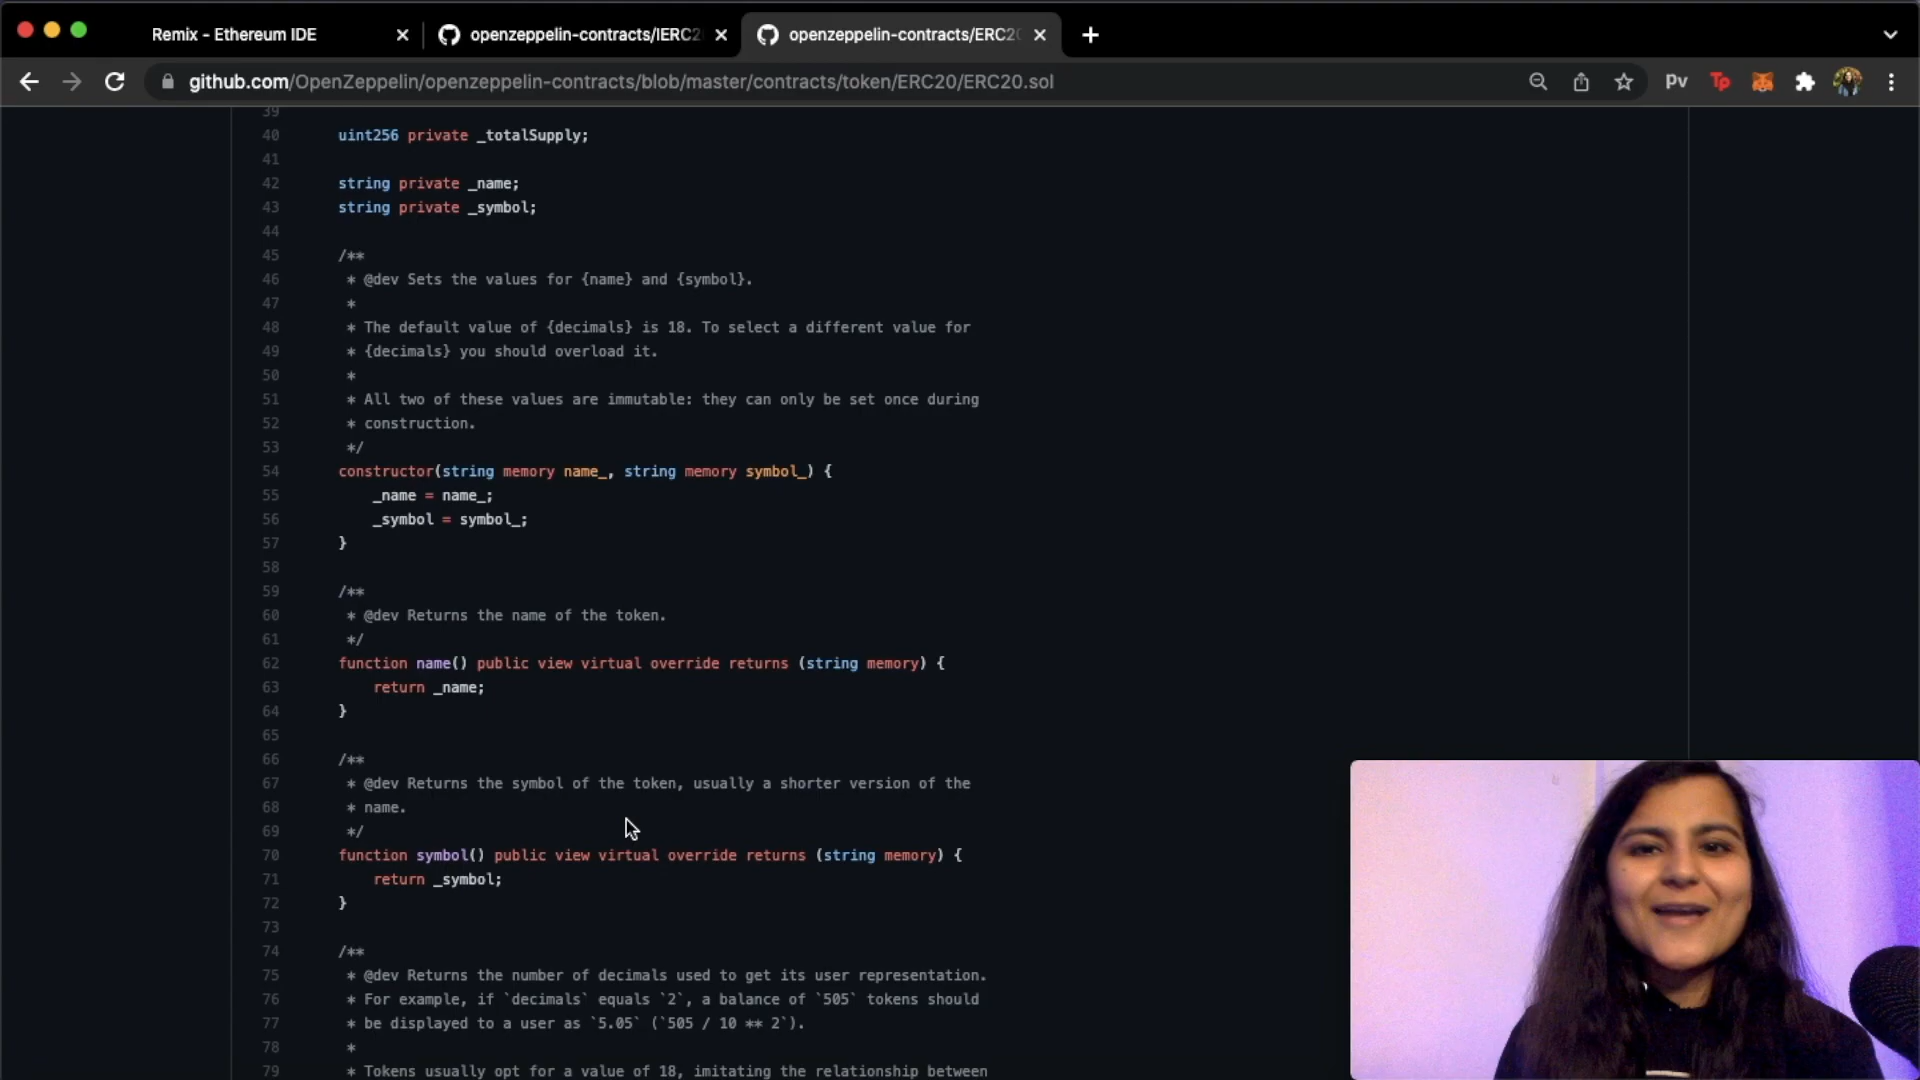 Remix - Ethereum IDE
openzeppelin-contracts/IERC2
openzeppelin-contracts/ERC20
github.com/OpenZeppelin/openzeppelin-contracts/blob/master/contracts/token/ERC20/ERC20.sol
PV
Tp
39
40 uint256 private _totalSupply;
41
42 string private _name;
43 string private _symbol;
44
45 /**
46 * @dev Sets the values for {name} and {symbol}.
47 *
48 * The default value of {decimals} is 18. To select a different value for
49 * {decimals} you should overload it.
50 *
51 * All two of these values are immutable: they can only be set once during
52 * construction.
53 */
54 constructor(string memory name_, string memory symbol_) {
55 _name = name_;
56 _symbol = symbol_;
57 }
58
59 /**
60 * @dev Returns the name of the token.
61 */
62 function name() public view virtual override returns (string memory) {
63 return _name;
64 }
65
66 /**
67 * @dev Returns the symbol of the token, usually a shorter version of the
68 * name.
69 */
70 function symbol() public view virtual override returns (string memory) {
71 return _symbol;
72 }
73
74 /**
75 * @dev Returns the number of decimals used to get its user representation.
76 * For example, if `decimals` equals `2`, a balance of `505` tokens should
77 * be displayed to a user as `5.05` (`505 / 10 ** 2`).
78 *
79 * Tokens usually opt for a value of 18, imitating the relationship between